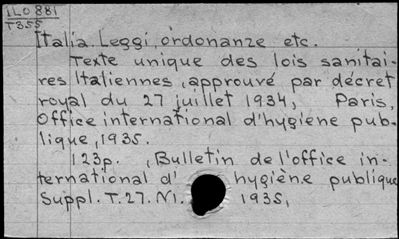 ILO 881
T355
Italia. Leggi, ordonanze etc.
Texte unique des lois sanitai-
res Italiennes, approuvé par décret
royal du 27 juillet 1934, Paris,
Office international d'hygiène pub-
lique, 1935.
123p. , Bulletin de l'office in-
ternational d' hygiène publique
Suppl. T.27. N1. 1935,